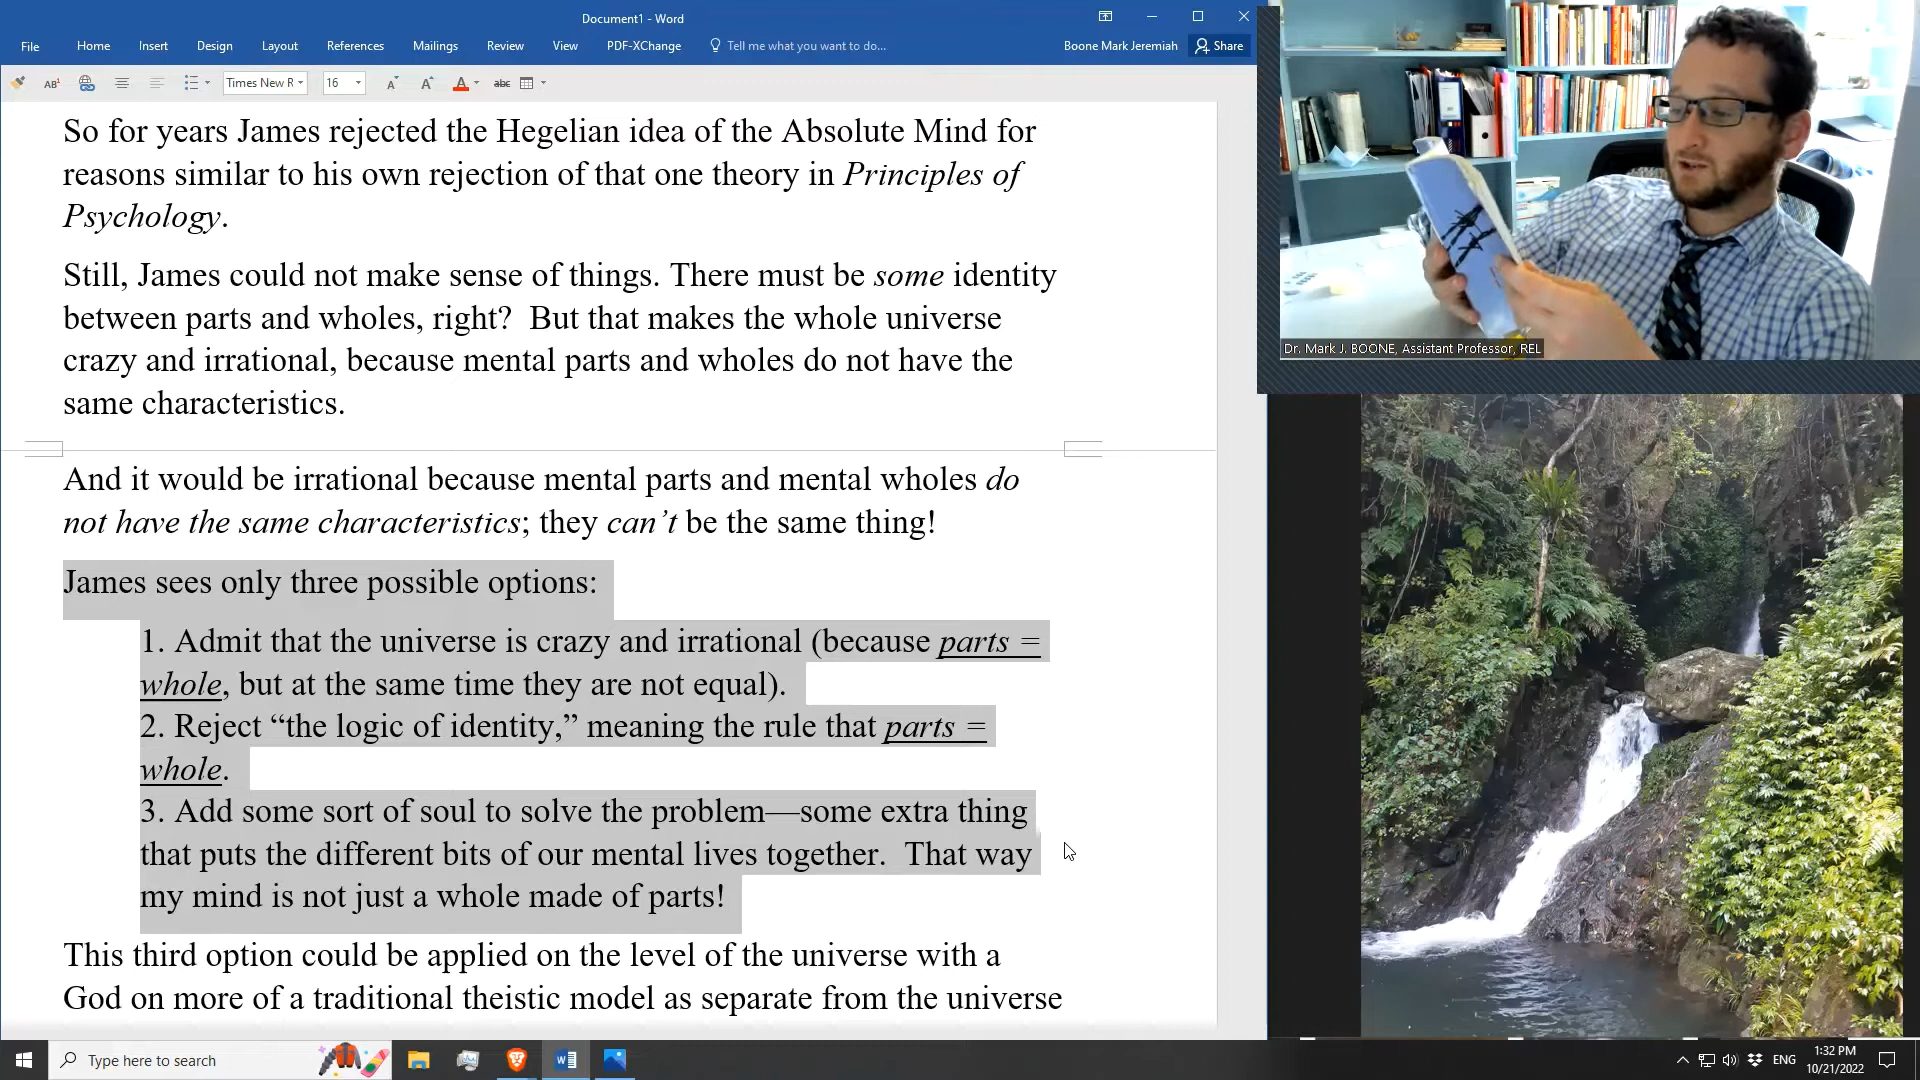 Document1 - Word
File Home Insert Design Layout References Mailings Review View PDF-XChange Tell me what you want to do... Boone Mark Jeremiah Share
AB¹ Times New R 16 A A A abc
So for years James rejected the Hegelian idea of the Absolute Mind for
reasons similar to his own rejection of that one theory in Principles of
Psychology.
Still, James could not make sense of things. There must be some identity
between parts and wholes, right?  But that makes the whole universe
crazy and irrational, because mental parts and wholes do not have the
same characteristics.
And it would be irrational because mental parts and mental wholes do
not have the same characteristics; they can’t be the same thing!
James sees only three possible options:
1. Admit that the universe is crazy and irrational (because parts =
whole, but at the same time they are not equal).
2. Reject “the logic of identity,” meaning the rule that parts =
whole.
3. Add some sort of soul to solve the problem—some extra thing
that puts the different bits of our mental lives together.  That way
my mind is not just a whole made of parts!
This third option could be applied on the level of the universe with a
God on more of a traditional theistic model as separate from the universe
Dr. Mark J. BOONE, Assistant Professor, REL
Type here to search
ENG
1:32 PM
10/21/2022